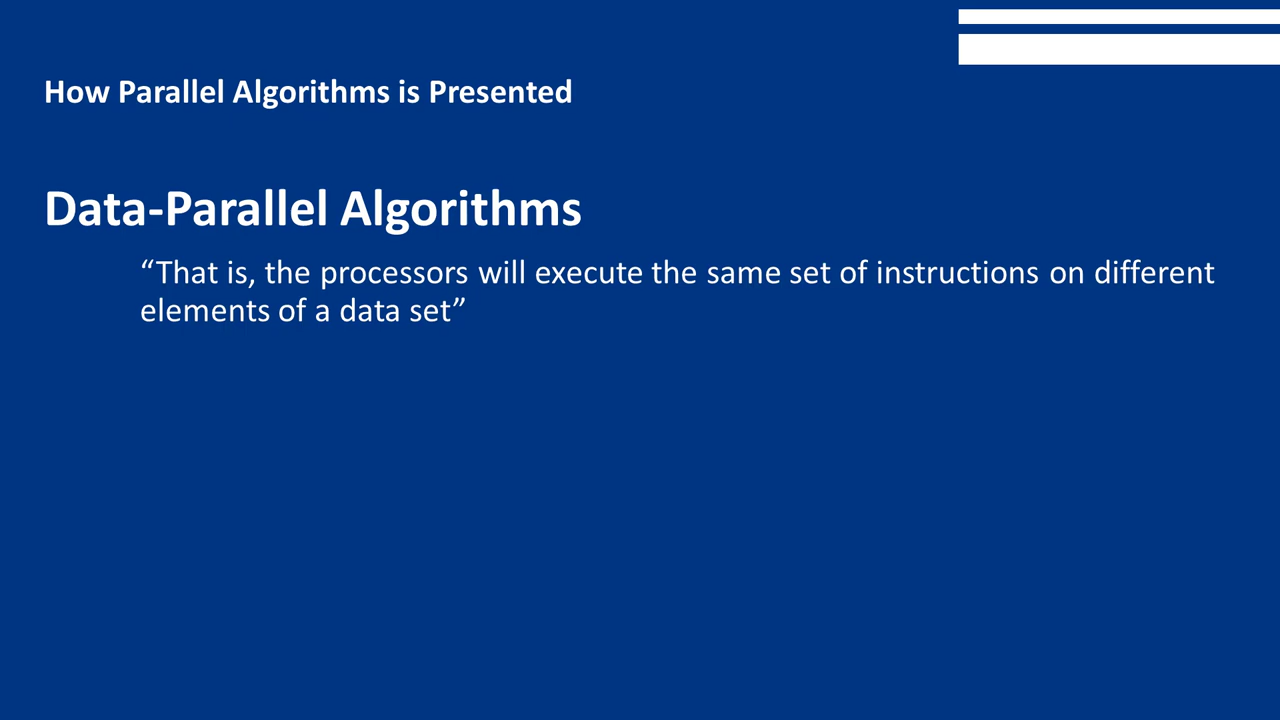 How Parallel Algorithms is Presented
Data-Parallel Algorithms
“That is, the processors will execute the same set of instructions on different
elements of a data set”